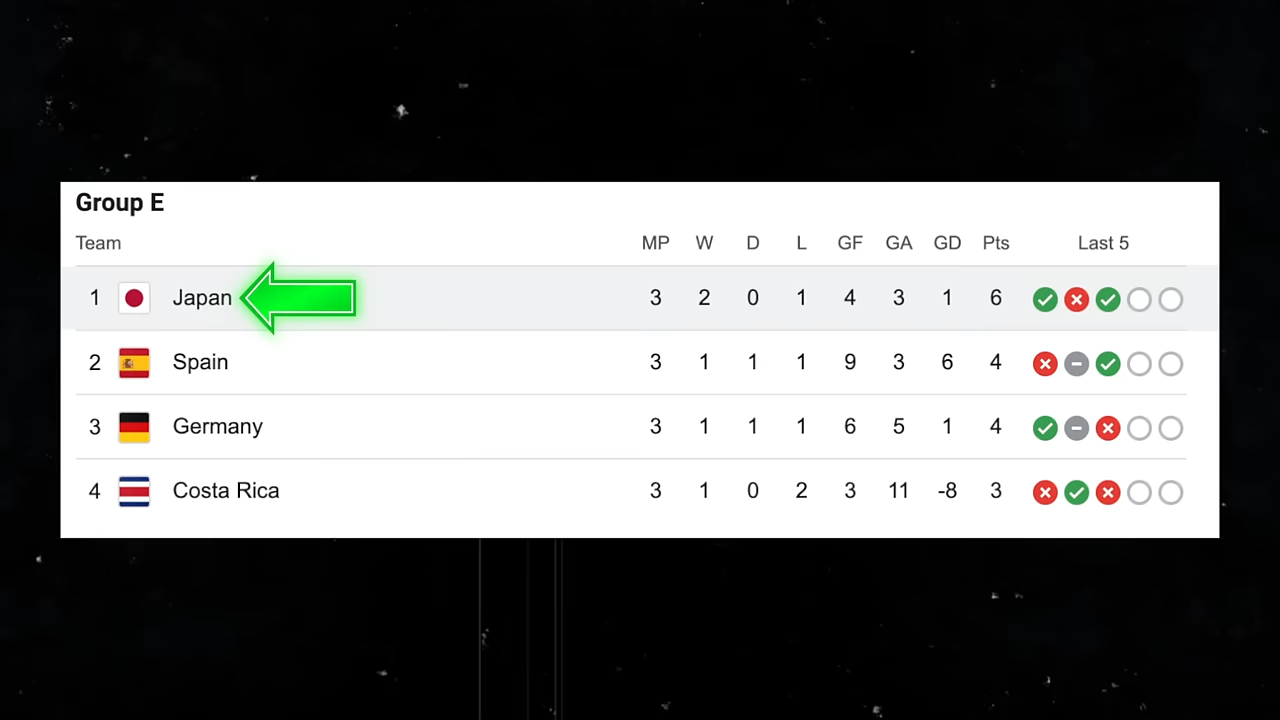 Group E
Team MP W D L GF GA GD Pts Last 5
1 Japan 3 2 0 1 4 3 1 6
2 Spain 3 1 1 1 9 3 6 4
3 Germany 3 1 1 1 6 5 1 4
4 Costa Rica 3 1 0 2 3 11 -8 3